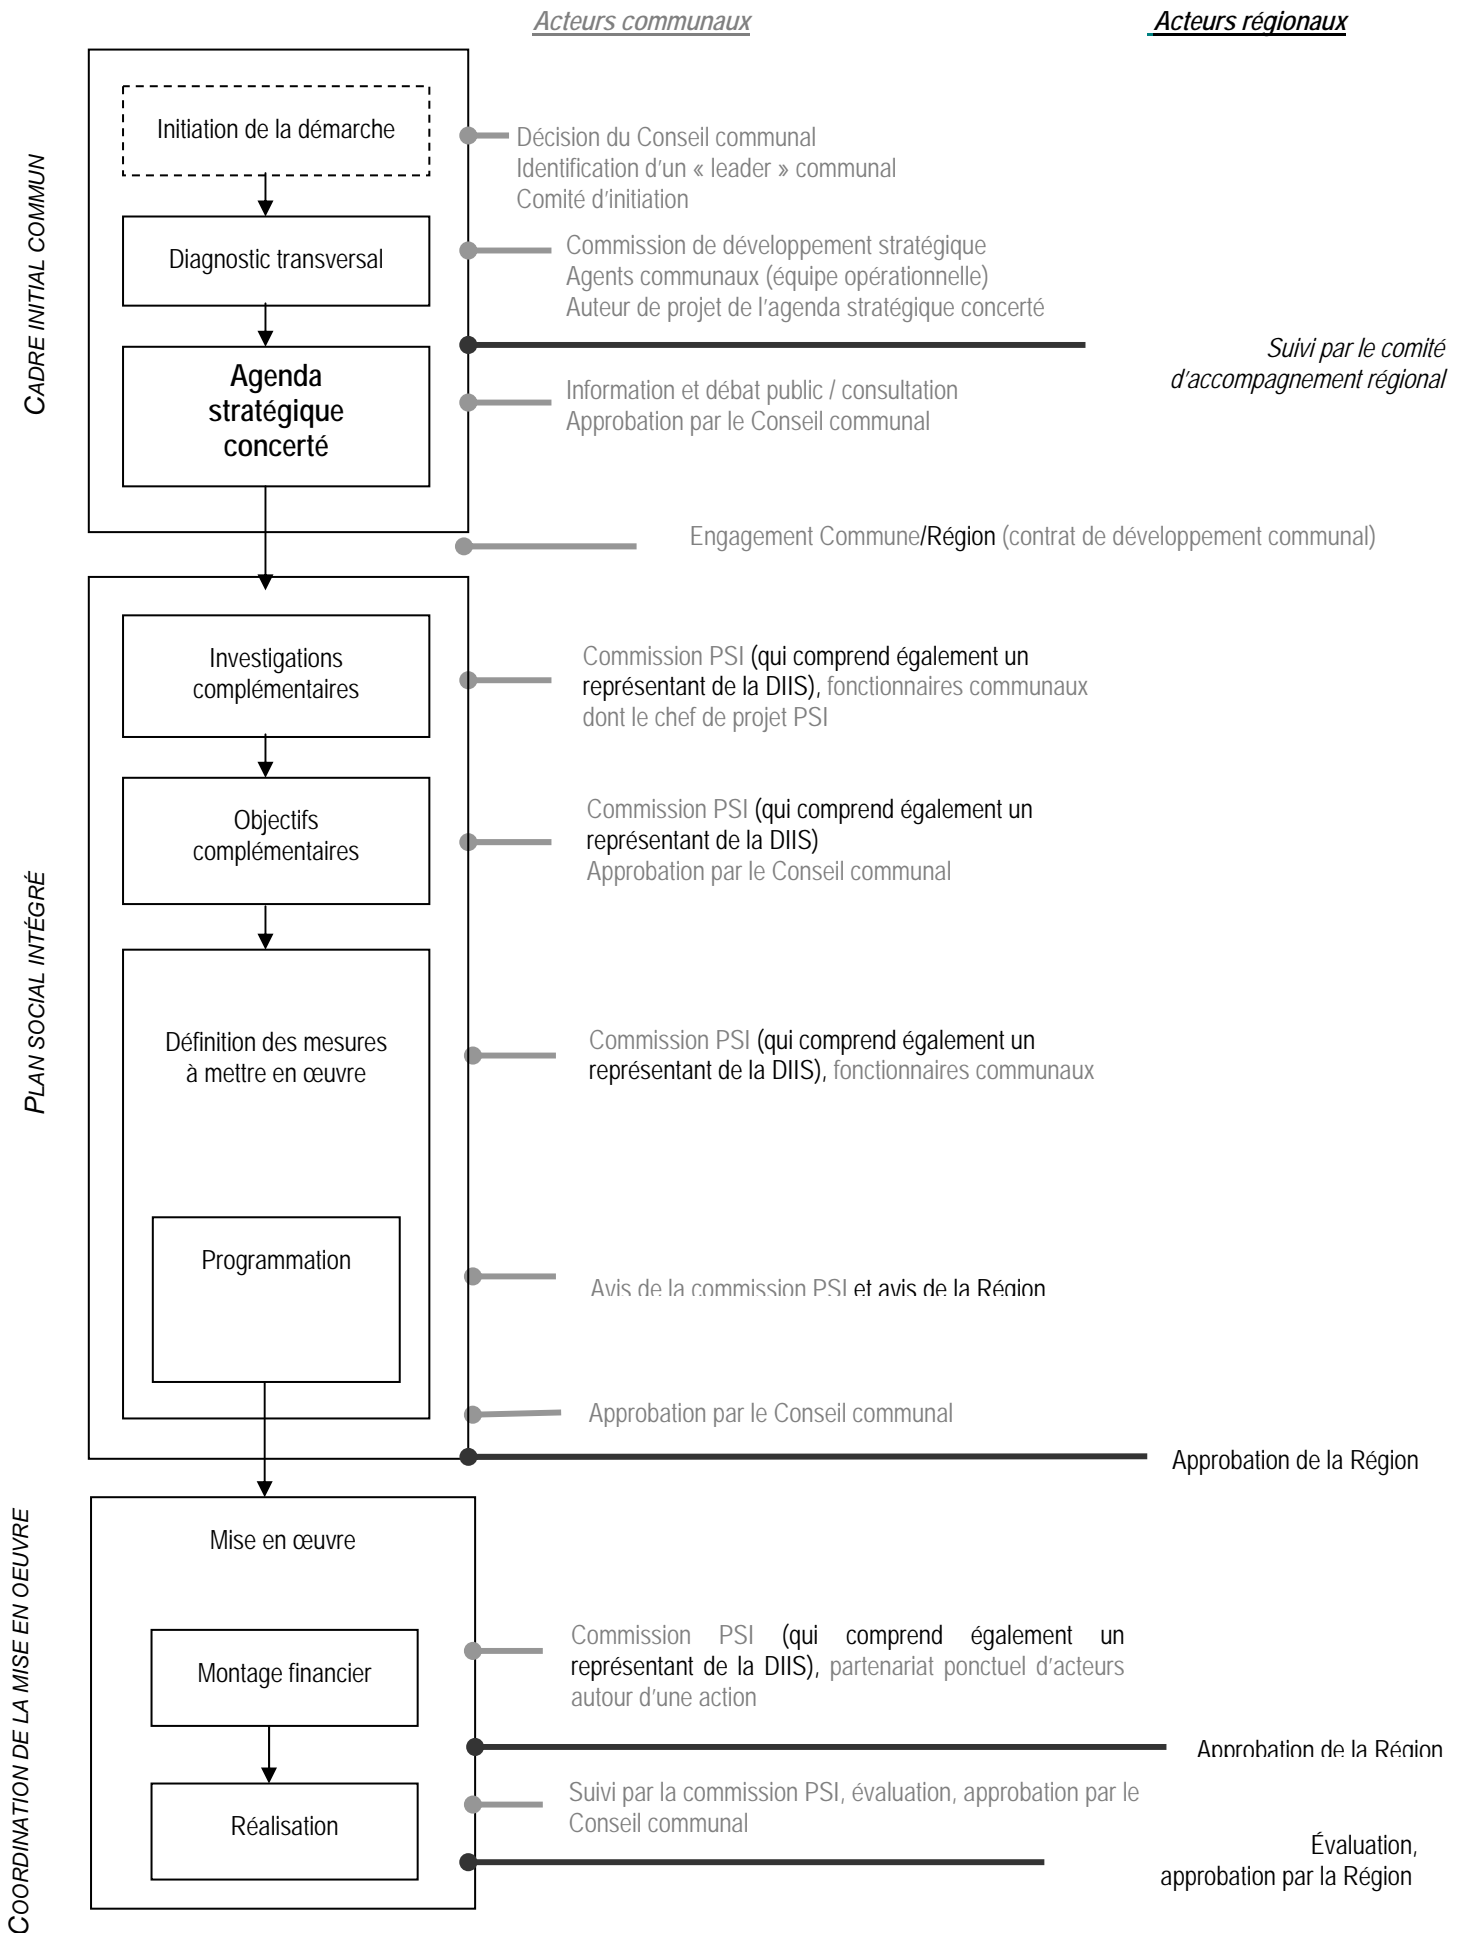 Acteurs communaux
Acteurs régionaux
CADRE INITIAL COMMUN
Initiation de la démarche
Décision du Conseil communal
Identification d'un « leader » communal
Comité d'initiation
Diagnostic transversal
Commission de développement stratégique
Agents communaux (équipe opérationnelle)
Auteur de projet de l'agenda stratégique concerté
Suivi par le comité
d'accompagnement régional
Agenda
stratégique
concerté
Information et débat public / consultation
Approbation par le Conseil communal
Engagement Commune/Région (contrat de développement communal)
PLAN SOCIAL INTÉGRÉ
Investigations
complémentaires
Commission PSI (qui comprend également un
représentant de la DIIS), fonctionnaires communaux
dont le chef de projet PSI
Objectifs
complémentaires
Commission PSI (qui comprend également un
représentant de la DIIS)
Approbation par le Conseil communal
Définition des mesures
à mettre en œuvre
Commission PSI (qui comprend également un
représentant de la DIIS), fonctionnaires communaux
Programmation
Avis de la commission PSI et avis de la Région
Approbation par le Conseil communal
Approbation de la Région
COORDINATION DE LA MISE EN OEUVRE
Mise en œuvre
Montage financier
Commission PSI (qui comprend également un
représentant de la DIIS), partenariat ponctuel d'acteurs
autour d'une action
Approbation de la Région
Réalisation
Suivi par la commission PSI, évaluation, approbation par le
Conseil communal
Évaluation,
approbation par la Région